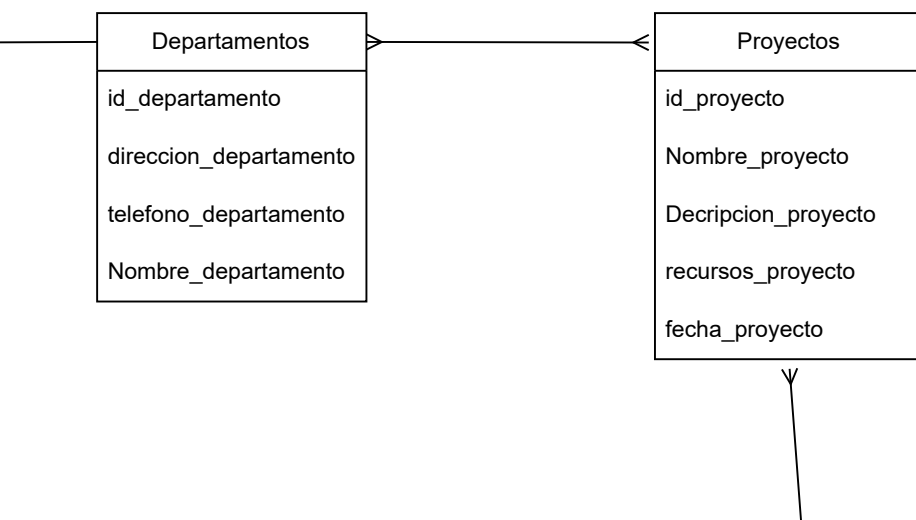 Departamentos
id_departamento
direccion_departamento
telefono_departamento
Nombre_departamento
Proyectos
id_proyecto
Nombre_proyecto
Decripcion_proyecto
recursos_proyecto
fecha_proyecto